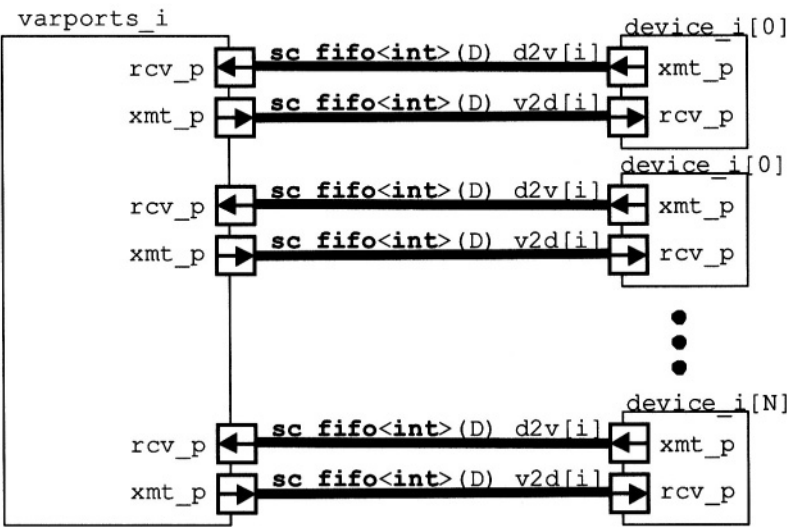 varports_i
device_i[0]
rcv_p sc fifo<int>(D) d2v[i] xmt_p
xmt_p sc fifo<int>(D) v2d[i] rcv_p
device_i[0]
rcv_p sc fifo<int>(D) d2v[i] xmt_p
xmt_p sc fifo<int>(D) v2d[i] rcv_p
device_i[N]
rcv_p sc fifo<int>(D) d2v[i] xmt_p
xmt_p sc fifo<int>(D) v2d[i] rcv_p